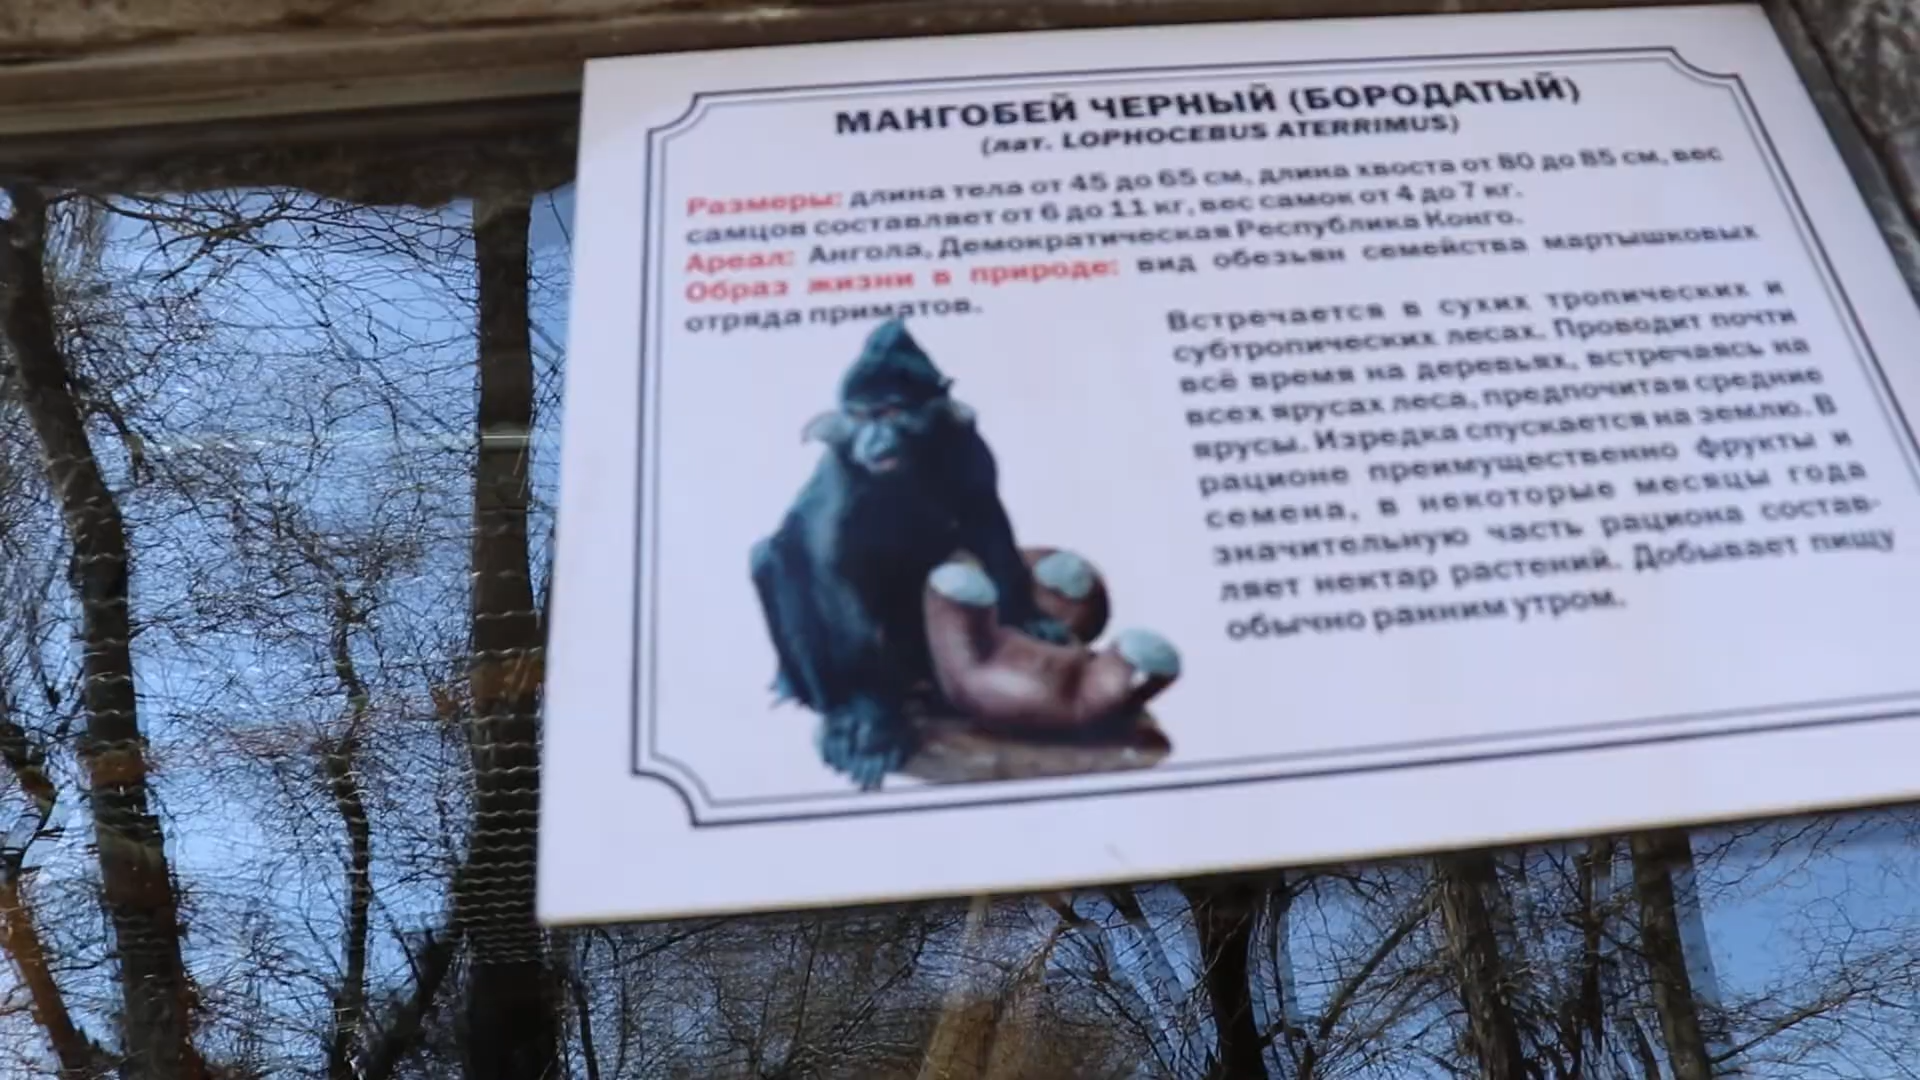 МАНГОБЕЙ ЧЕРНЫЙ (БОРОДАТЫЙ)
(лат. LOPHOCEBUS ATERRIMUS)
Размеры: длина тела от 45 до 65 см, длина хвоста от 80 до 85 см, вес
самцов составляет от 6 до 11 кг, вес самок от 4 до 7 кг.
Ареал: Ангола, Демократическая Республика Конго.
Образ жизни в природе: вид обезьян семейства мартышковых
отряда приматов.
Встречается в сухих тропических и
субтропических лесах. Проводит почти
всё время на деревьях, встречаясь на
всех ярусах леса, предпочитая средние
ярусы. Изредка спускается на землю. В
рационе преимущественно фрукты и
семена, в некоторые месяцы года
значительную часть рациона состав-
ляет нектар растений. Добывает пищу
обычно ранним утром.